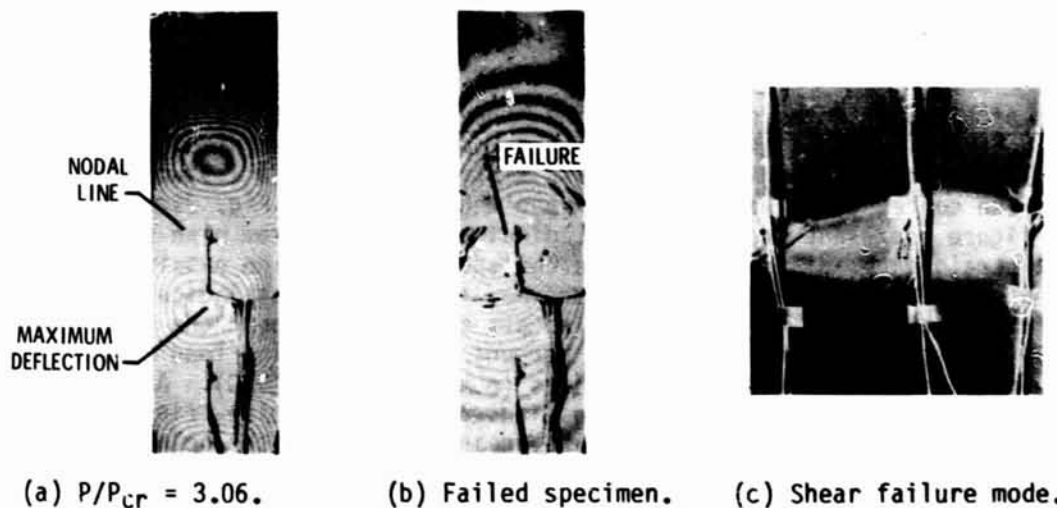 NODAL
LINE
MAXIMUM
DEFLECTION
FAILURE
(a) P/Pcr = 3.06.
(b) Failed specimen.
(c) Shear failure mode.